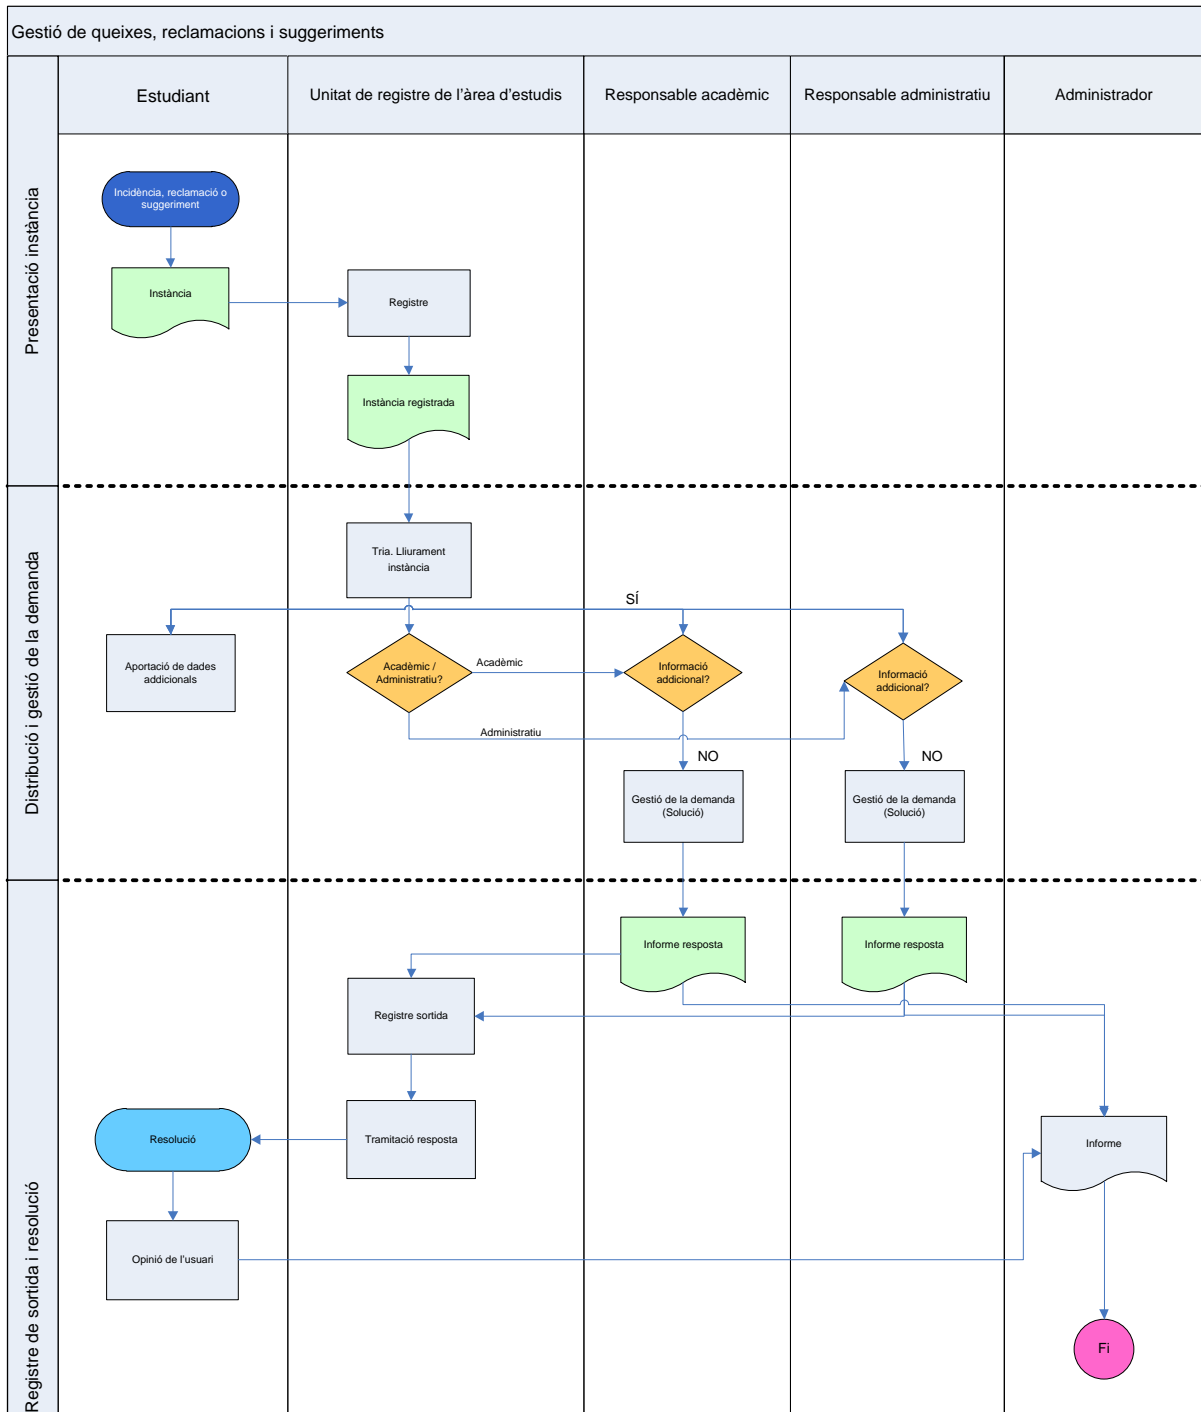 Gestió de queixes, reclamacions i suggeriments
Estudiant
Unitat de registre de l'àrea d'estudis
Responsable acadèmic
Responsable administratiu
Administrador
Presentació instància
Incidència, reclamació o
suggeriment
Instància
Registre
Instància registrada
Distribució i gestió de la demanda
Tria. Lliurament
instància
SÍ
Aportació de dades
addicionals
Acadèmic /
Administratiu?
Acadèmic
Informació
addicional?
Informació
addicional?
Administratiu
NO
NO
Gestió de la demanda
(Solució)
Gestió de la demanda
(Solució)
Registre de sortida i resolució
Informe resposta
Informe resposta
Registre sortida
Resolució
Tramitació resposta
Informe
Opinió de l'usuari
Fi